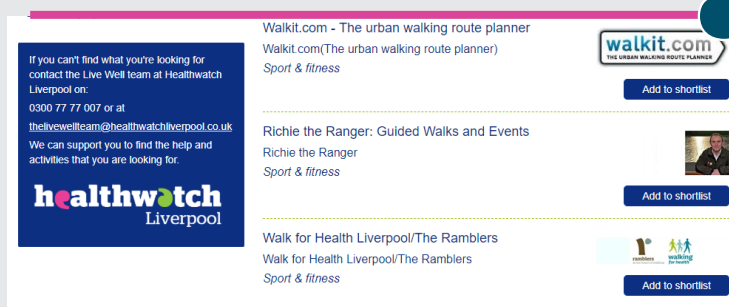 If you can't find what you're looking for
contact the Live Well team at Healthwatch
Liverpool on:
0300 77 77 007 or at
thelivewellteam@healthwatchliverpool.co.uk
We can support you to find the help and
activities that you are looking for.
healthwatch
Liverpool
Walkit.com - The urban walking route planner
Walkit.com(The urban walking route planner)
Sport & fitness
walkit.com
THE URBAN WALKING ROUTE PLANNER
Add to shortlist
Richie the Ranger: Guided Walks and Events
Richie the Ranger
Sport & fitness
Add to shortlist
Walk for Health Liverpool/The Ramblers
Walk for Health Liverpool/The Ramblers
Sport & fitness
ramblers
walking
for health
Add to shortlist